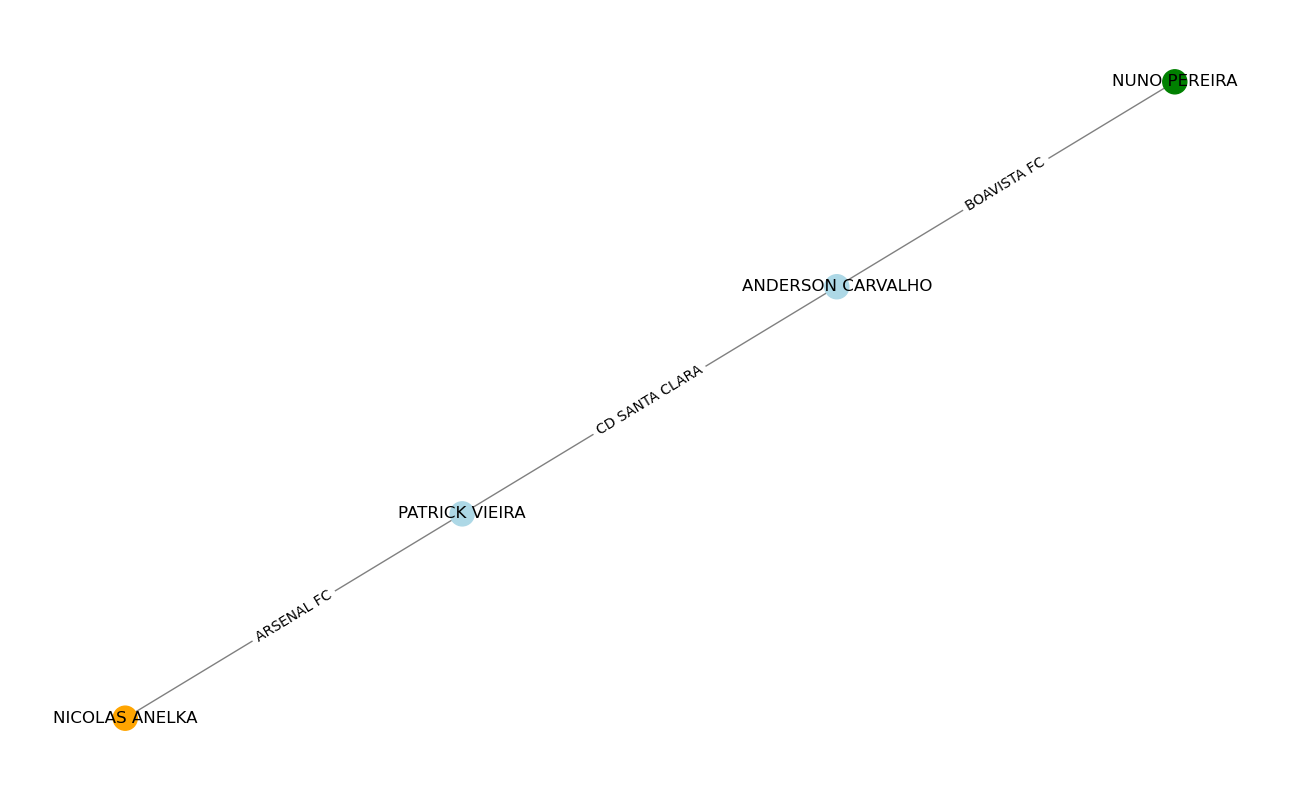 NUNO PEREIRA
BOAVISTA FC
ANDERSON CARVALHO
CD SANTA CLARA
PATRICK VIEIRA
ARSENAL FC
NICOLAS ANELKA